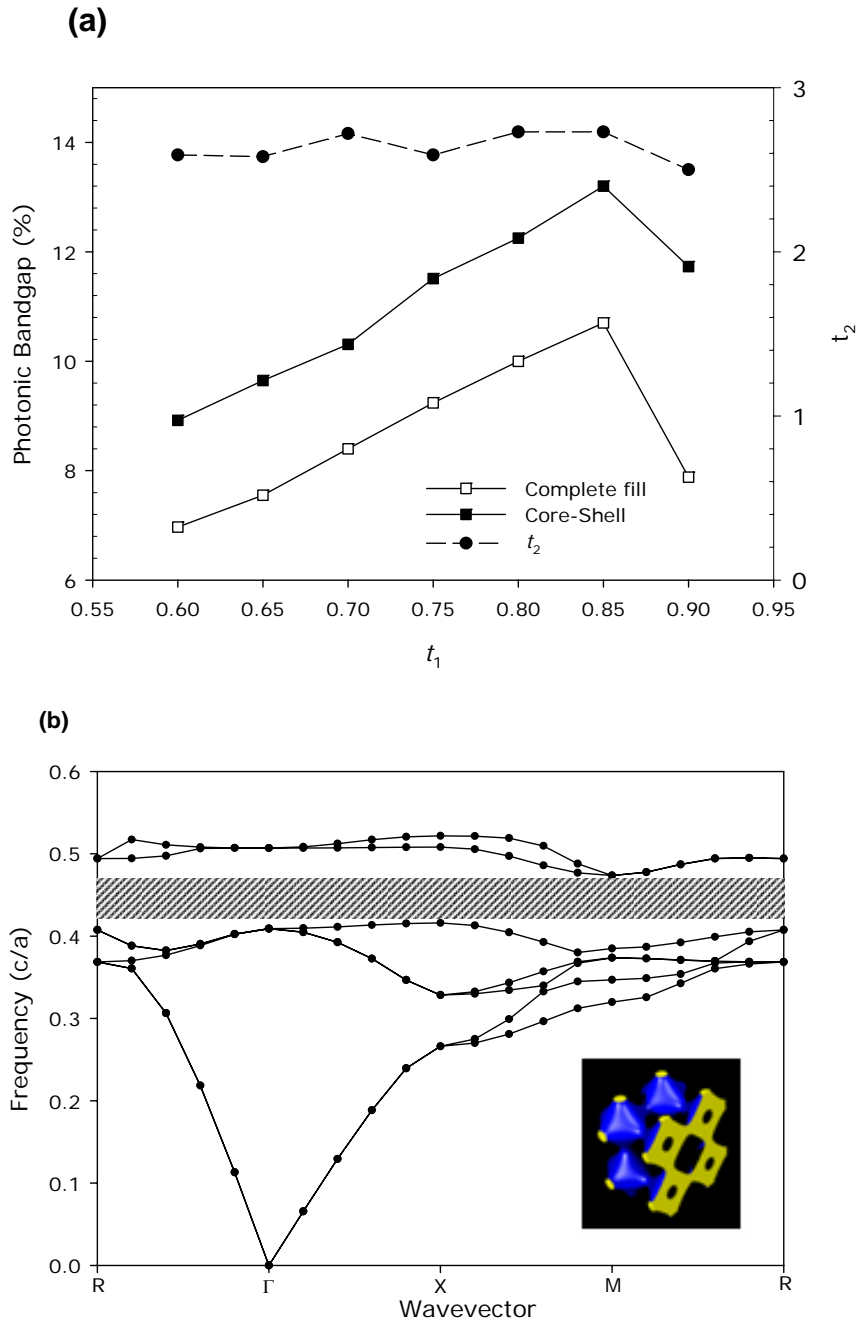 (a)
Photonic Bandgap (%)
14
12
10
8
6
3
2
1
0
t₂
Complete fill
Core-Shell
t₂
0.55 0.60 0.65 0.70 0.75 0.80 0.85 0.90 0.95
t₁
(b)
Frequency (c/a)
0.6
0.5
0.4
0.3
0.2
0.1
0.0
R Γ X M R
Wavevector